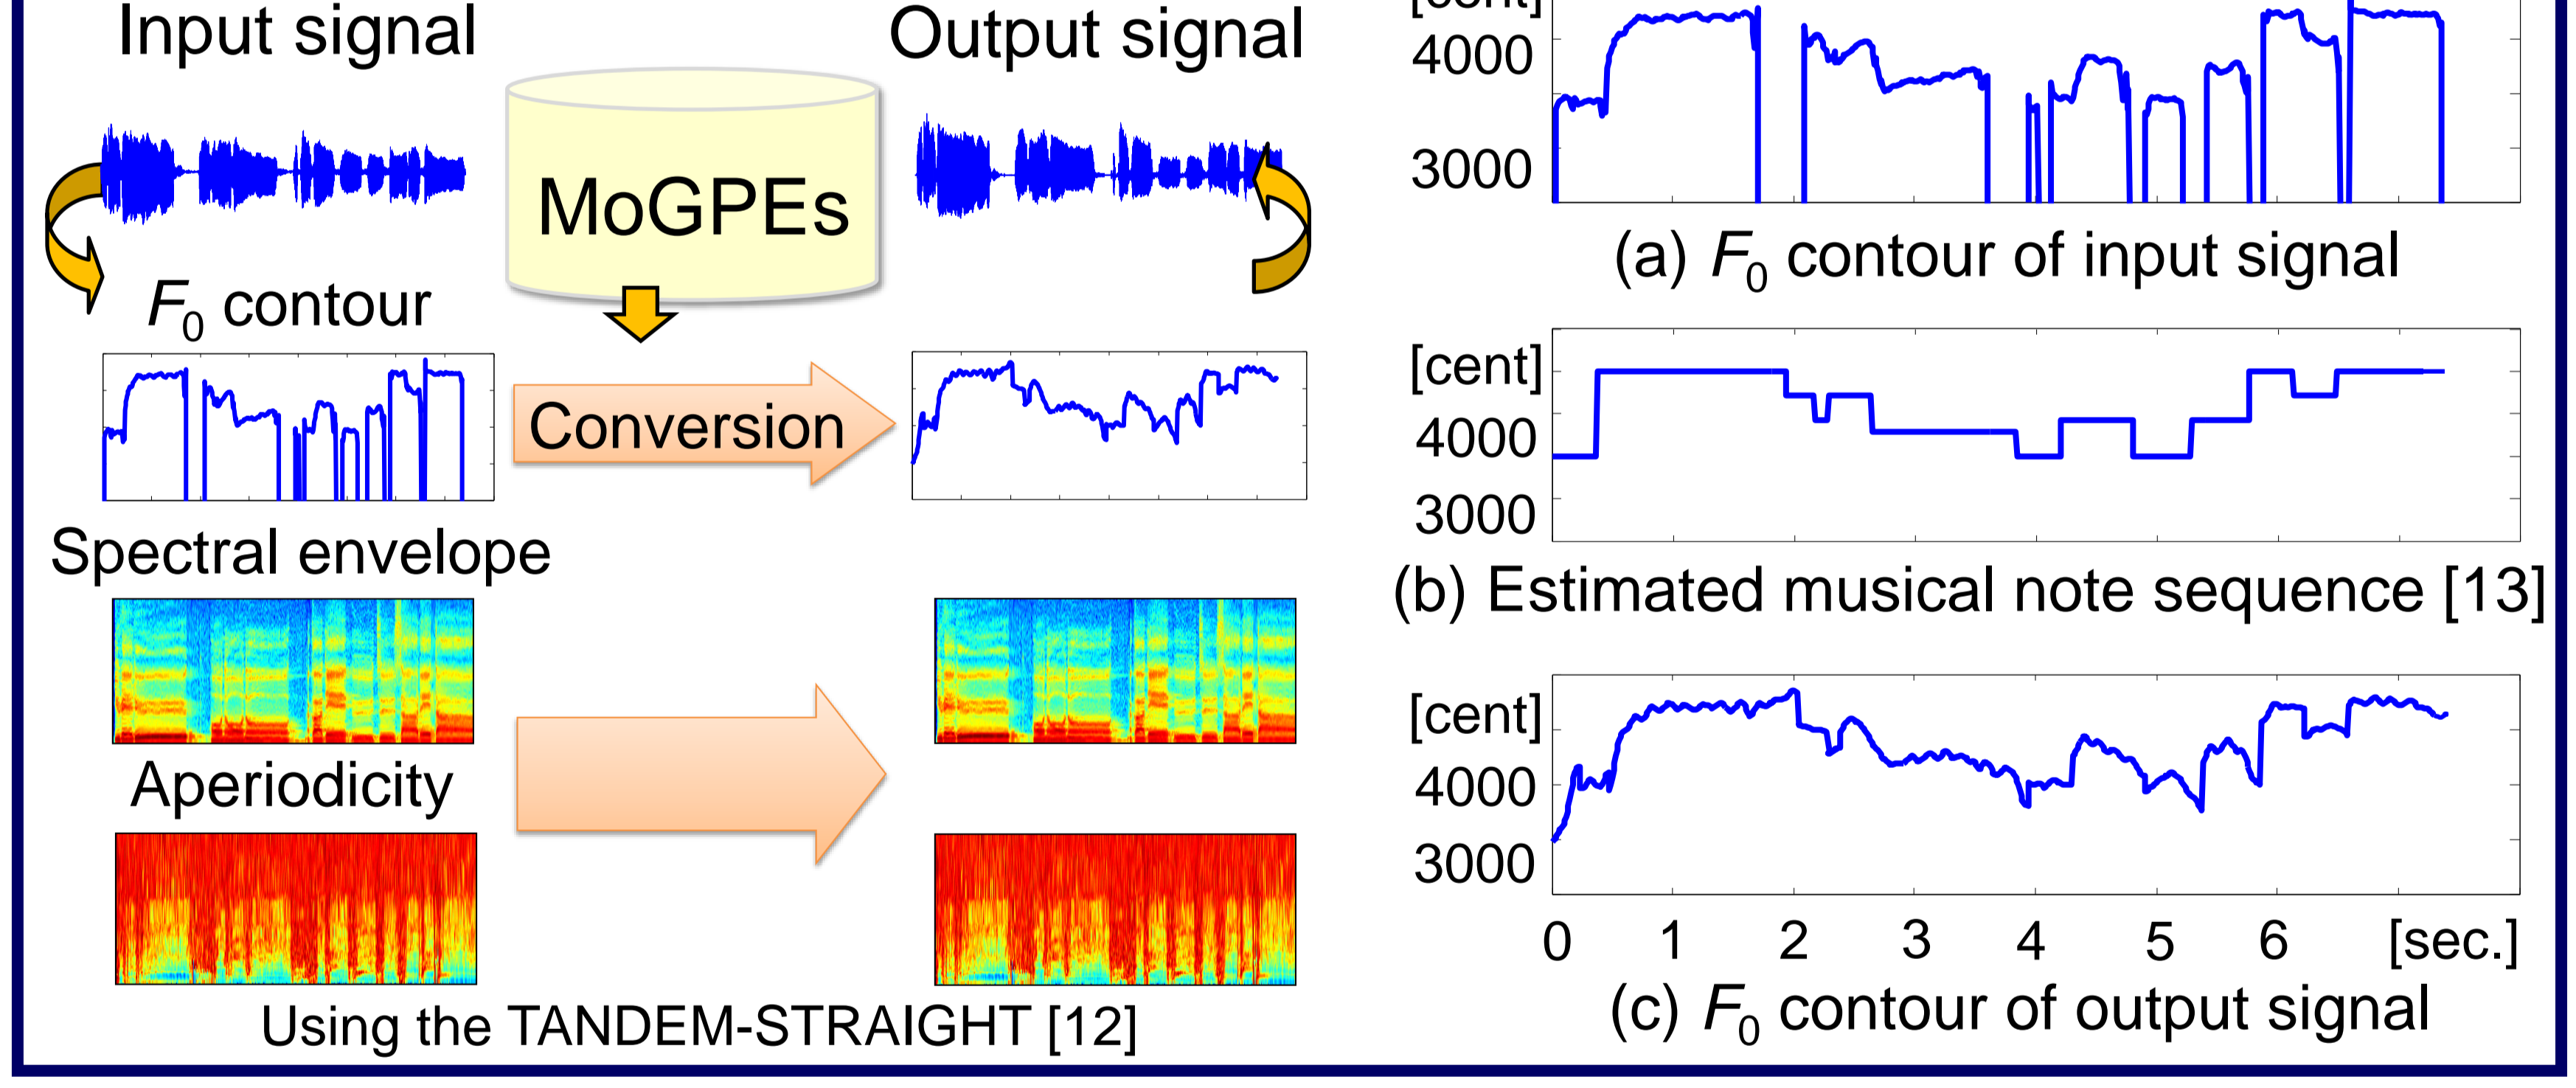 Input signal
Output signal
MoGPEs
F0 contour
Conversion
Spectral envelope
Aperiodicity
Using the TANDEM-STRAIGHT [12]
[cent]
4000
3000
(a) F0 contour of input signal
[cent]
4000
3000
(b) Estimated musical note sequence [13]
[cent]
4000
3000
0 1 2 3 4 5 6 [sec.]
(c) F0 contour of output signal